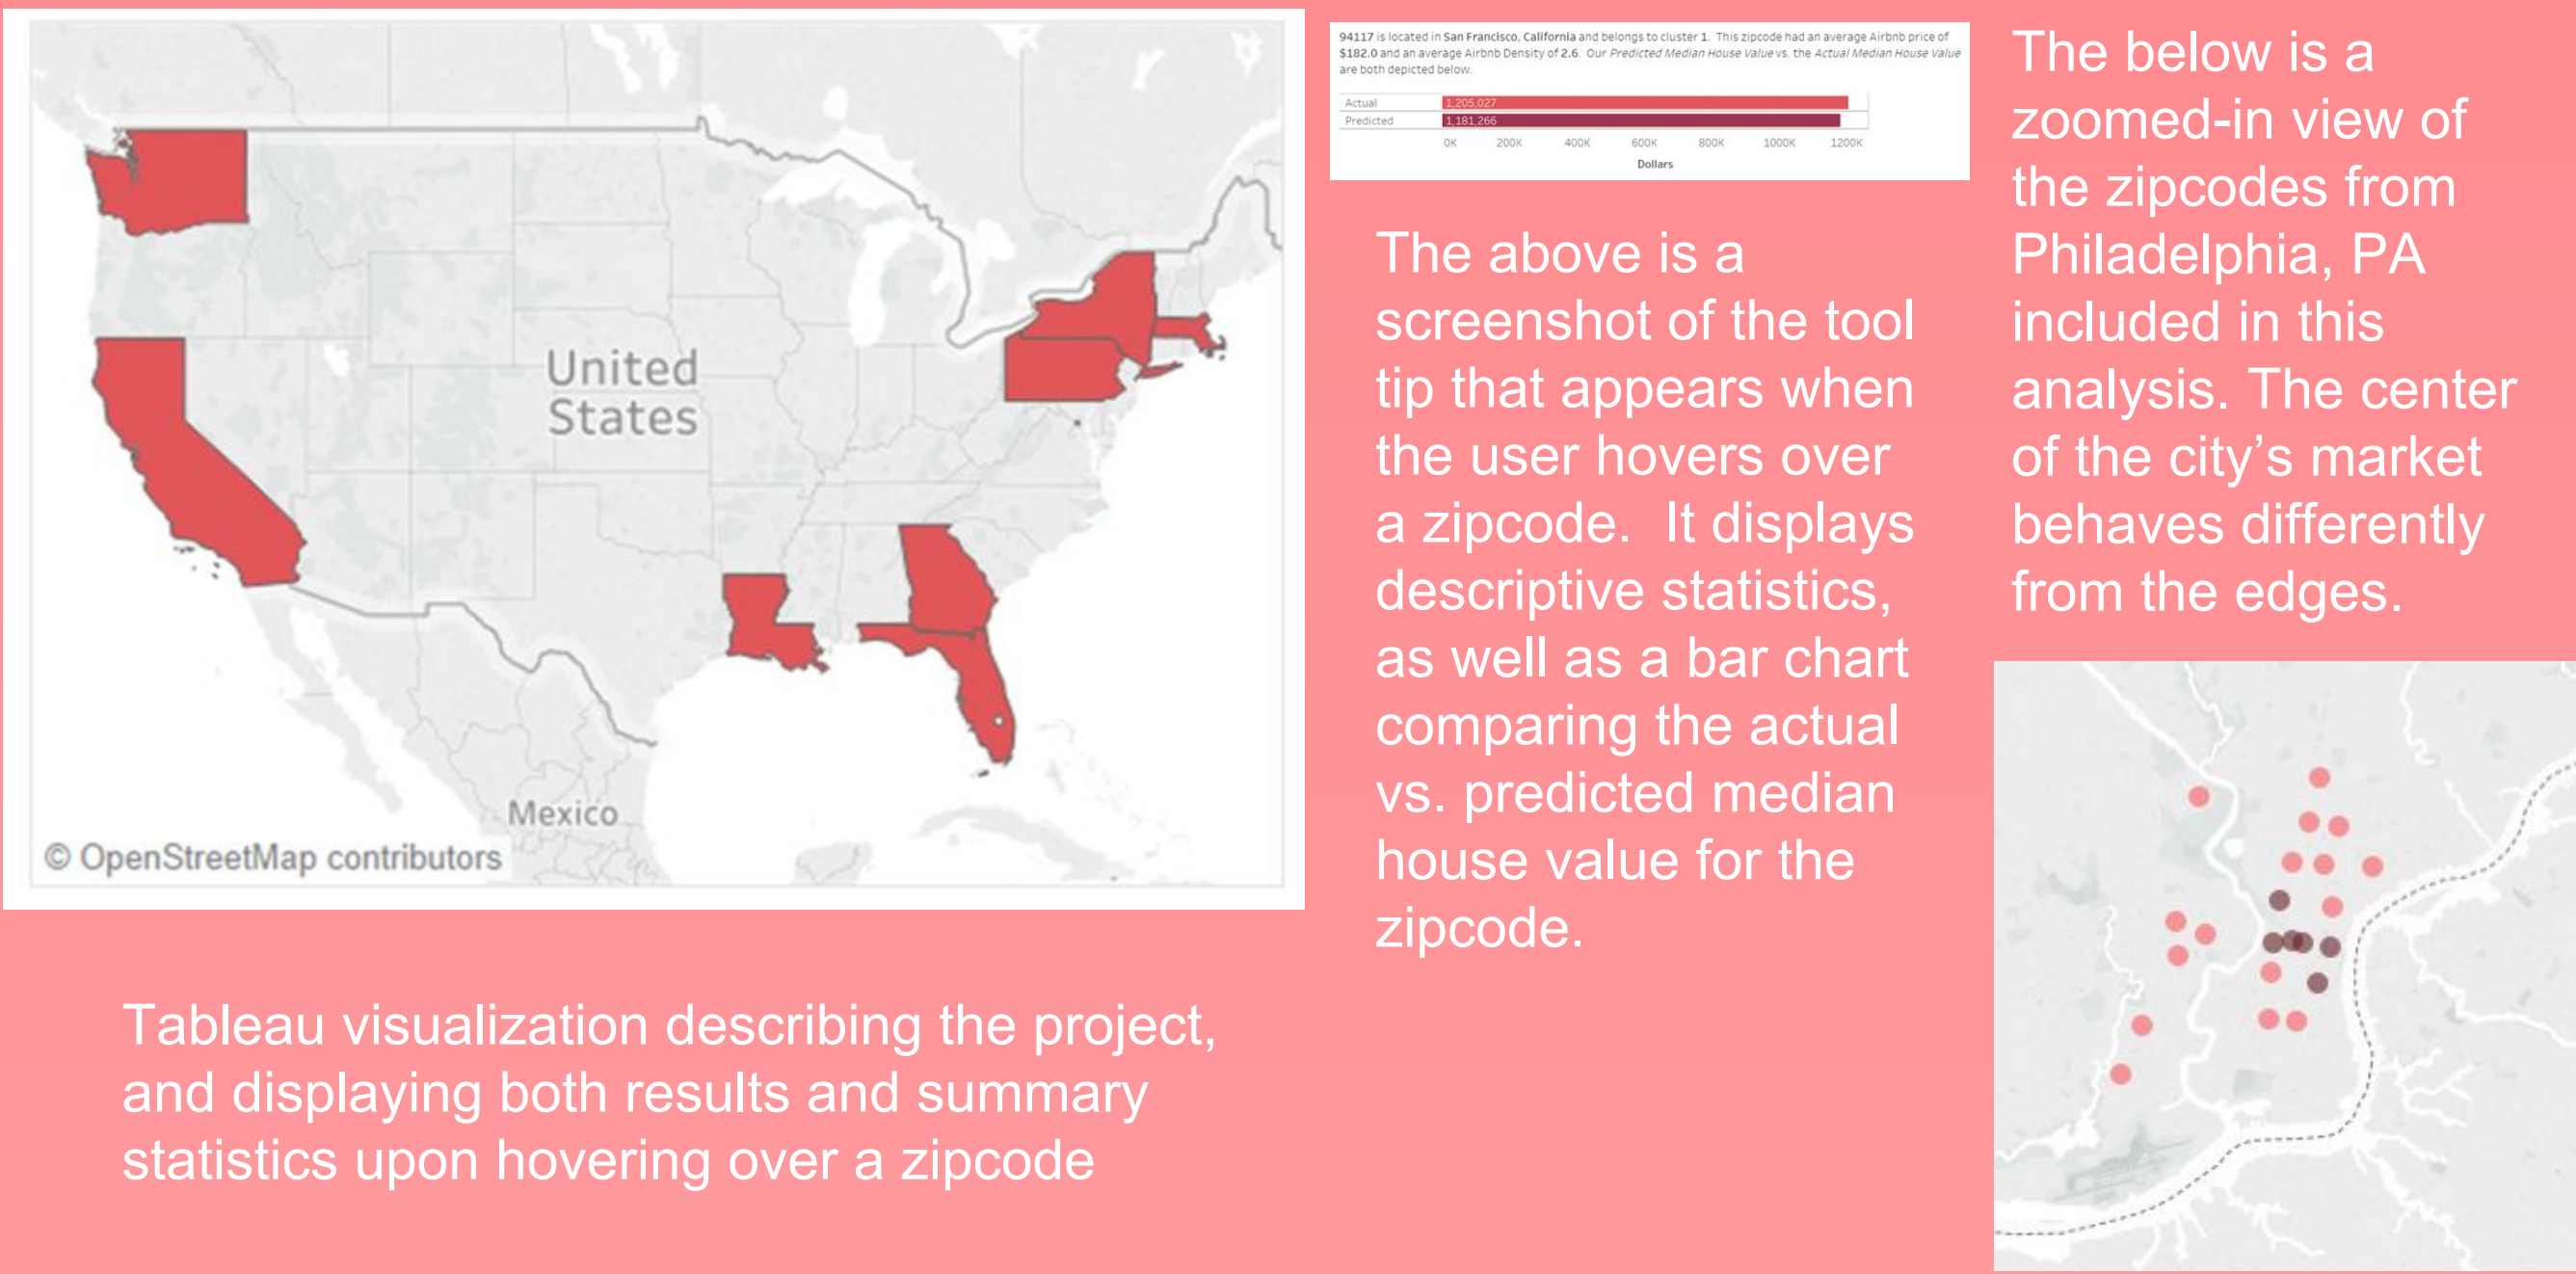 United
States
Mexico
© OpenStreetMap contributors
Tableau visualization describing the project,
and displaying both results and summary
statistics upon hovering over a zipcode
94117 is located in San Francisco, California and belongs to cluster 1. This zipcode had an average Airbnb price of
$182.0 and an average Airbnb Density of 2.6. Our Predicted Median House Value vs. the Actual Median House Value
are both depicted below.
Actual 1,205,027
Predicted 1,181,266
0K 200K 400K 600K 800K 1000K 1200K
Dollars
The above is a
screenshot of the tool
tip that appears when
the user hovers over
a zipcode. It displays
descriptive statistics,
as well as a bar chart
comparing the actual
vs. predicted median
house value for the
zipcode.
The below is a
zoomed-in view of
the zipcodes from
Philadelphia, PA
included in this
analysis. The center
of the city’s market
behaves differently
from the edges.